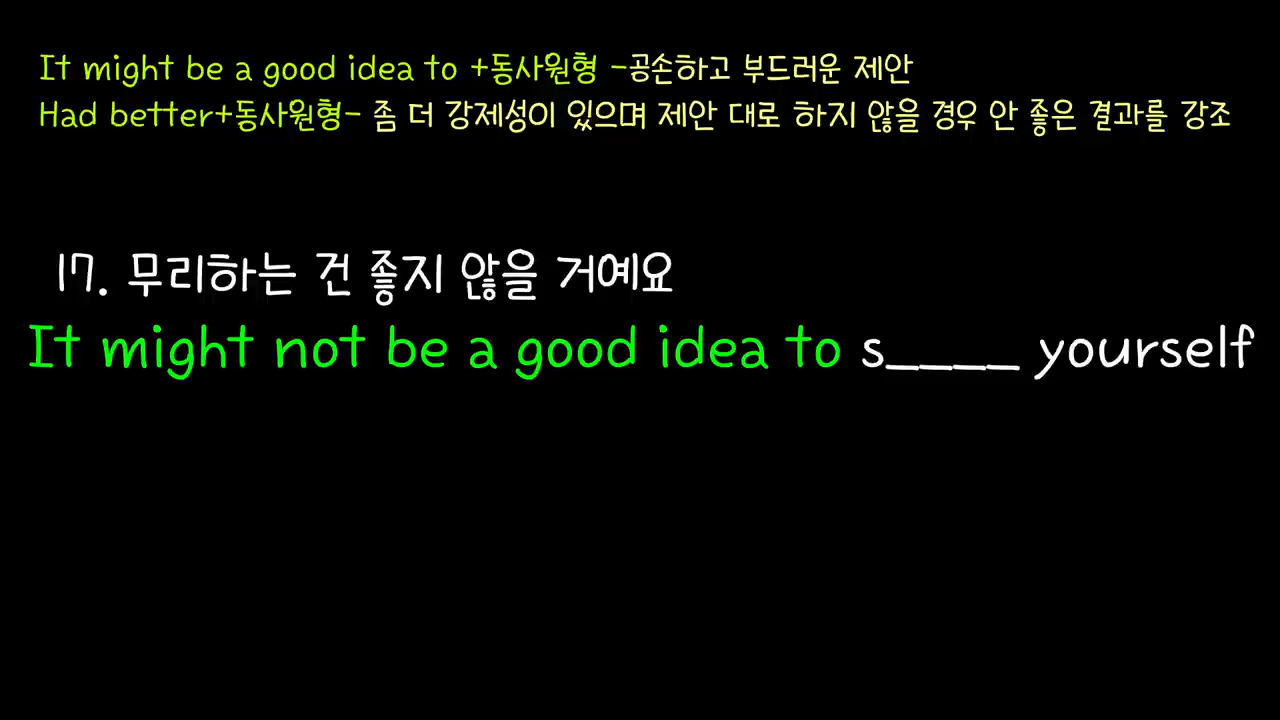 It might be a good idea to +동사원형 -공손하고 부드러운 제안
Had better+동사원형- 좀 더 강제성이 있으며 제안 대로 하지 않을 경우 안 좋은 결과를 강조
17. 무리하는 건 좋지 않을 거예요
It might not be a good idea to s____ yourself